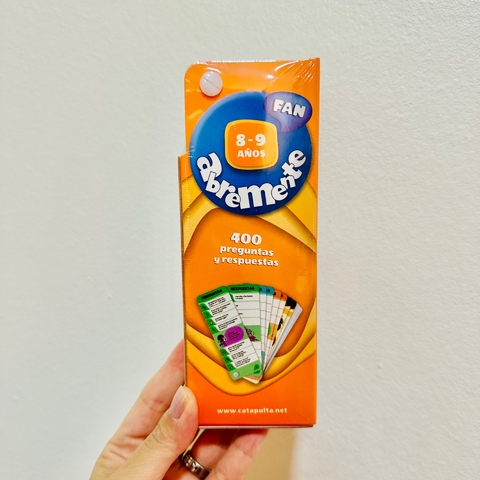 FAN
8-9
AÑOS
abremente
400
preguntas
y respuestas
www.catapulta.net